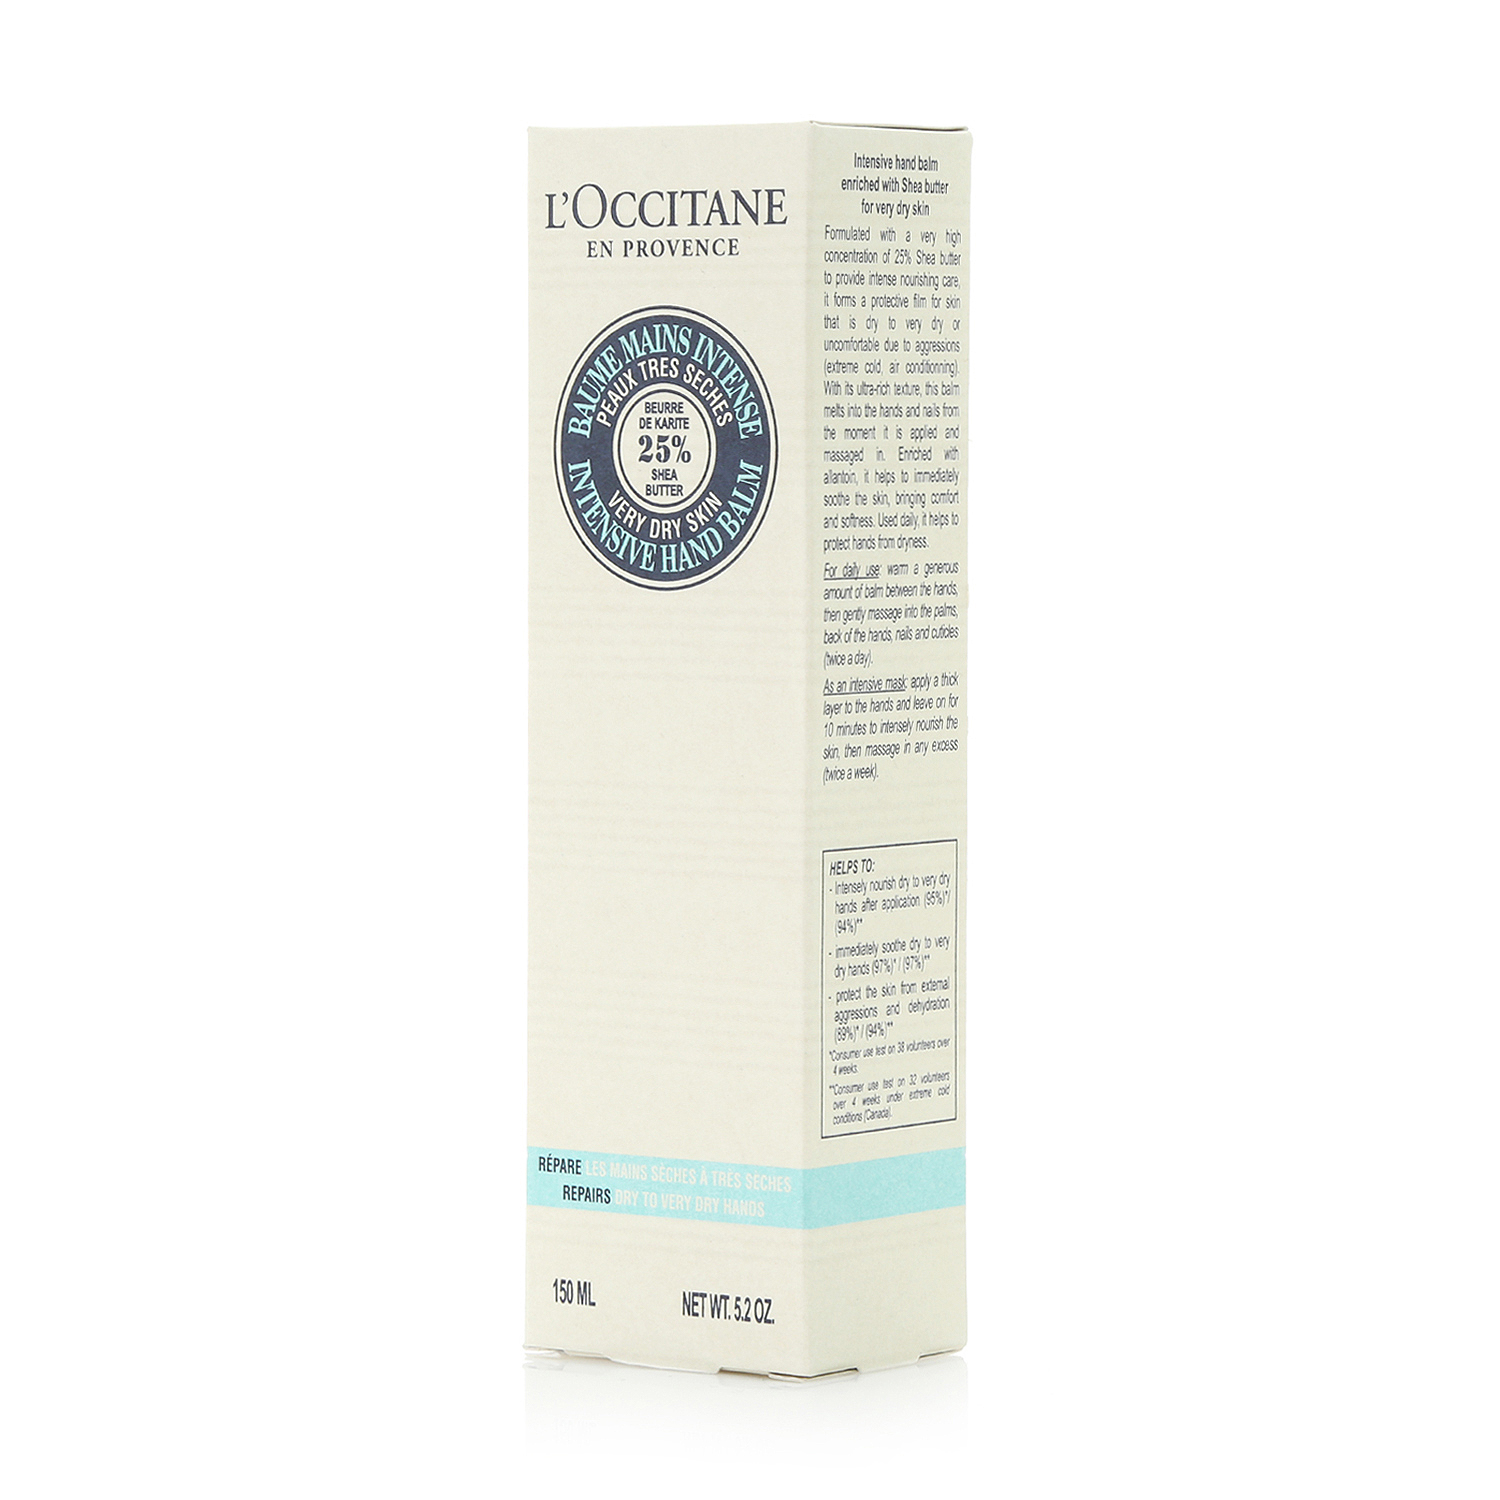 L'OCCITANE
EN PROVENCE
BAUME MAINS INTENSE
PEAUX TRES SECHES
BEURRE
DE KARITE
25%
SHEA
BUTTER
VERY DRY SKIN
INTENSIVE HAND BALM
RÉPARE LES MAINS SÈCHES À TRÈS SÈCHES
REPAIRS DRY TO VERY DRY HANDS
150 ML
NET WT. 5.2 OZ.
Intensive hand balm
enriched with Shea butter
for very dry skin
Formulated with a very high
concentration of 25% Shea butter
to provide intense nourishing care,
it forms a protective film for skin
that is dry to very dry or
uncomfortable due to aggressions
(extreme cold, air conditionning).
With its ultra-rich texture, this balm
melts into the hands and nails from
the moment it is applied and
massaged in. Enriched with
allantoin, it helps to immediately
soothe the skin, bringing comfort
and softness. Used daily, it helps to
protect hands from dryness.
For daily use: warm a generous
amount of balm between the hands,
then gently massage into the palms,
back of the hands, nails and cuticles
(twice a day).
As an intensive mask: apply a thick
layer to the hands and leave on for
10 minutes to intensely nourish the
skin, then massage in any excess
(twice a week).
HELPS TO:
- Intensely nourish dry to very dry
hands after application (95%)*/
(94%)**
- immediately soothe dry to very
dry hands (97%)* / (97%)**
- protect the skin from external
aggressions and dehydration
(89%)* / (94%)**
*Consumer use test on 38 volunteers over
4 weeks.
**Consumer use test on 32 volunteers
over 4 weeks under extreme cold
conditions (Canada).